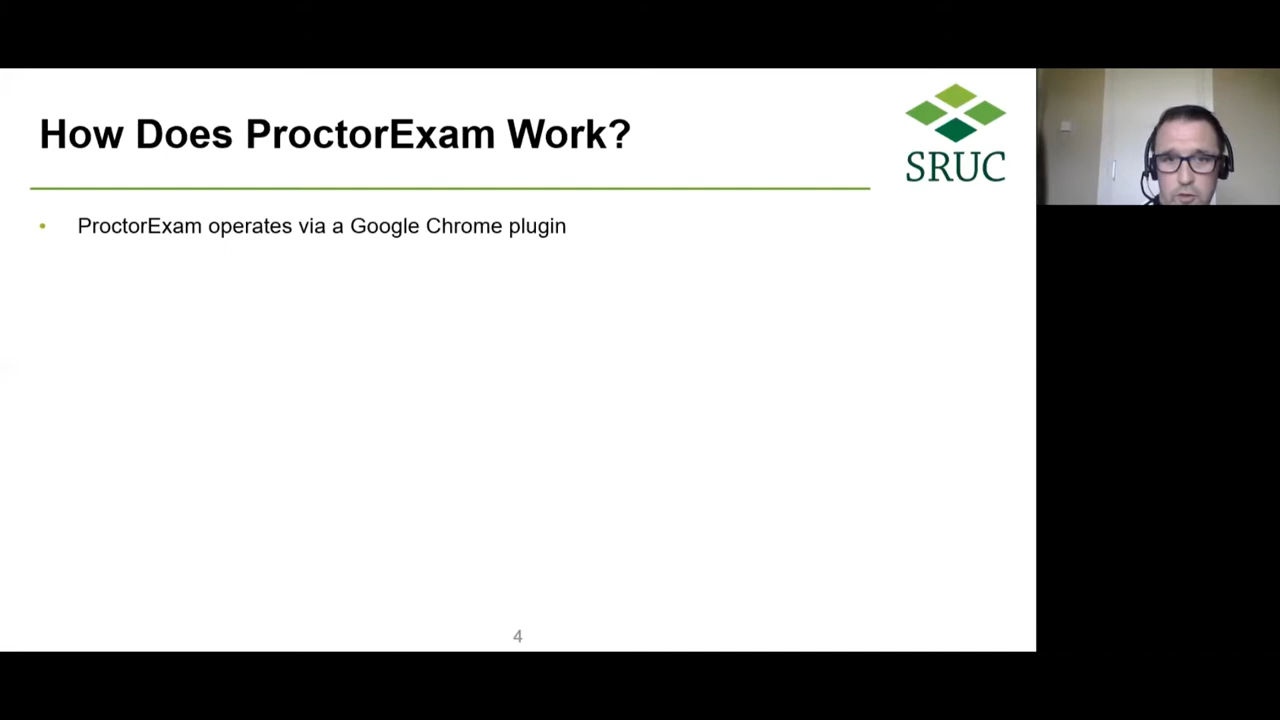 How Does ProctorExam Work?
SRUC
• ProctorExam operates via a Google Chrome plugin
4